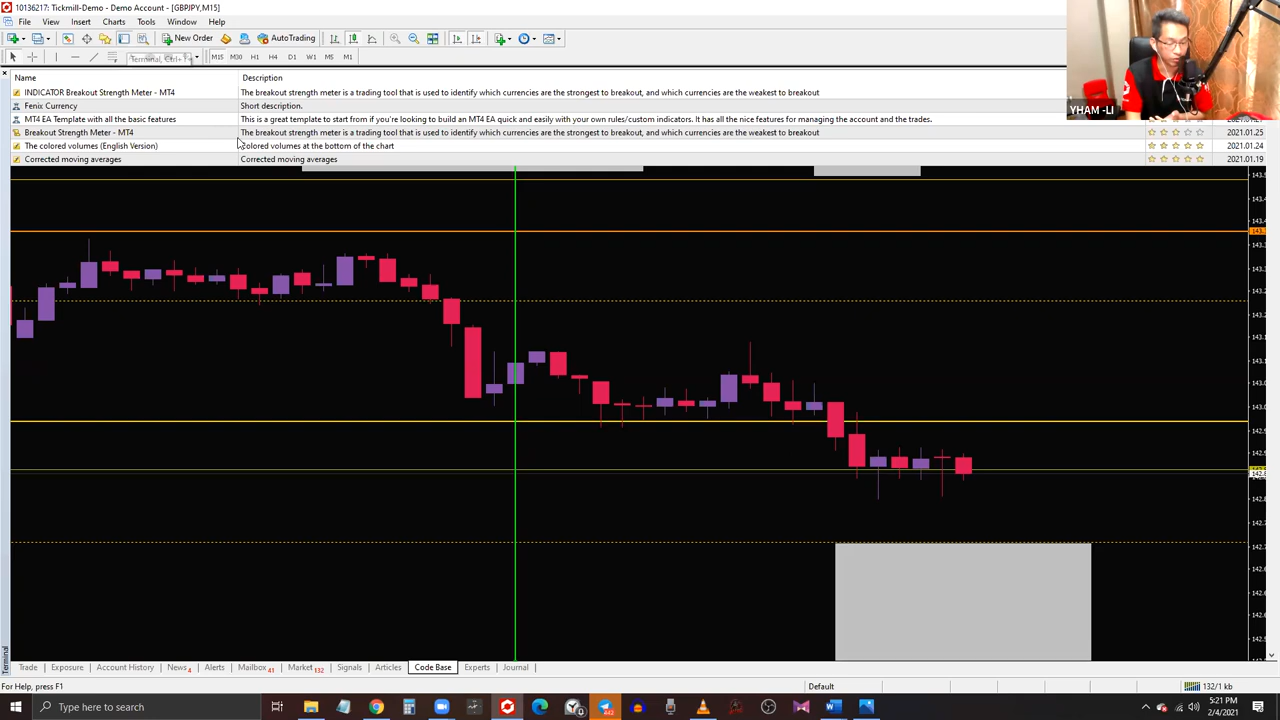 10136217: Tickmill-Demo - Demo Account - [GBPJPY,M15]
File View Insert Charts Tools Window Help
New Order AutoTrading
Terminal, Ctrl+T M15 M30 H1 H4 D1 W1 M5 M1
Name Description
INDICATOR Breakout Strength Meter - MT4 The breakout strength meter is a trading tool that is used to identify which currencies are the strongest to breakout, and which currencies are the weakest to breakout
Fenix Currency Short description.
YHAM -LI
MT4 EA Template with all the basic features This is a great template to start from if you're looking to build an MT4 EA quick and easily with your own rules/custom indicators. It has all the nice features for managing the account and the trades.
Breakout Strength Meter - MT4 The breakout strength meter is a trading tool that is used to identify which currencies are the strongest to breakout, and which currencies are the weakest to breakout 2021.01.25
The colored volumes (English Version) colored volumes at the bottom of the chart 2021.01.24
Corrected moving averages Corrected moving averages 2021.01.19
Terminal
Trade Exposure Account History News 4 Alerts Mailbox 41 Market 132 Signals Articles Code Base Experts Journal
For Help, press F1 Default 132/1 kb
Type here to search
5:21 PM
2/4/2021